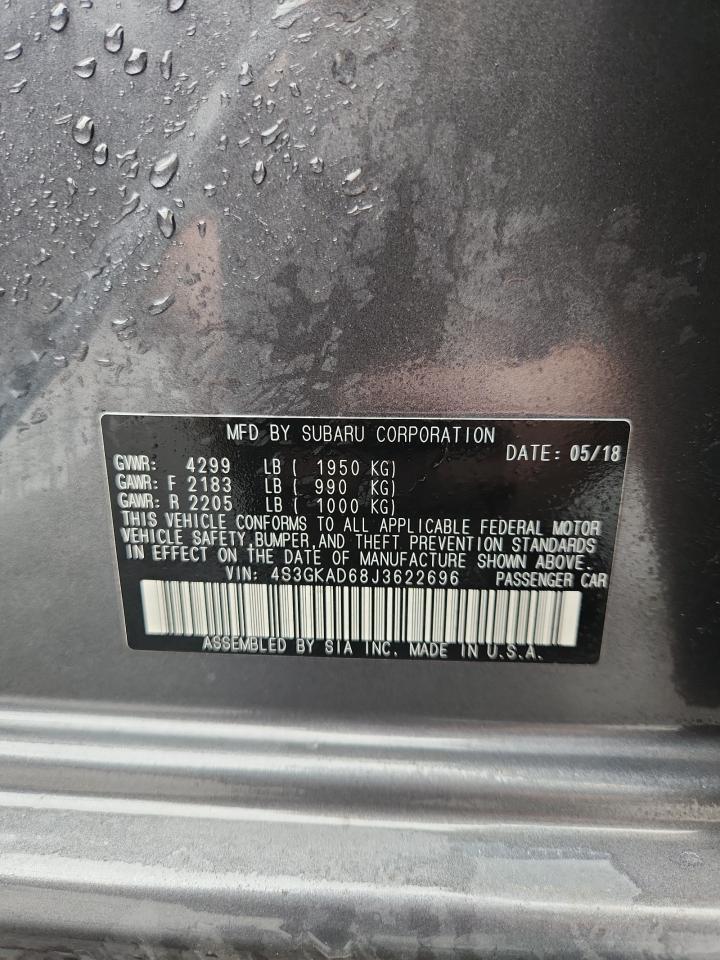 MFD BY SUBARU CORPORATION
DATE: 05/18
GVWR: 4299 LB ( 1950 KG)
GAWR: F 2183 LB ( 990 KG)
GAWR: R 2205 LB ( 1000 KG)
THIS VEHICLE CONFORMS TO ALL APPLICABLE FEDERAL MOTOR
VEHICLE SAFETY, BUMPER, AND THEFT PREVENTION STANDARDS
IN EFFECT ON THE DATE OF MANUFACTURE SHOWN ABOVE.
VIN: 4S3GKAD68J3622696 PASSENGER CAR
ASSEMBLED BY SIA INC. MADE IN U.S.A.